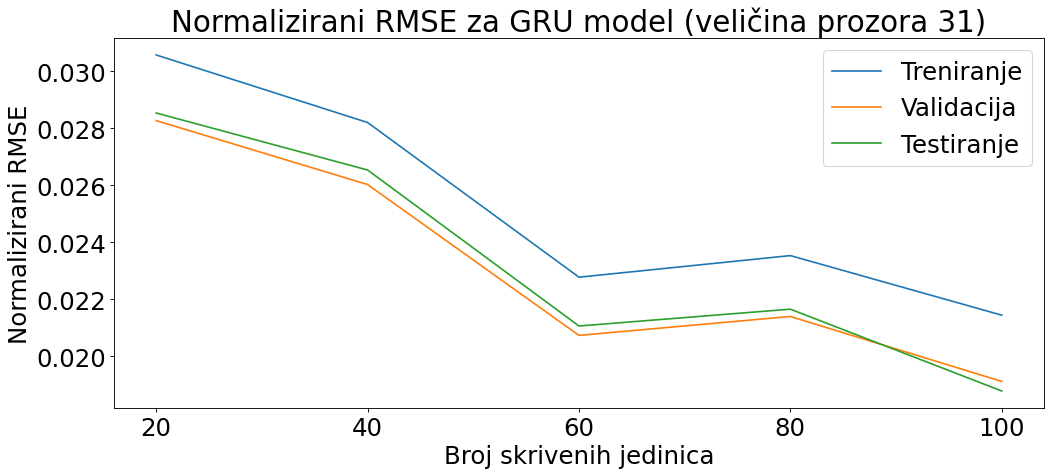 Normalizirani RMSE za GRU model (veličina prozora 31)
Normalizirani RMSE
0.030
0.028
0.026
0.024
0.022
0.020
Treniranje
Validacija
Testiranje
20 40 60 80 100
Broj skrivenih jedinica